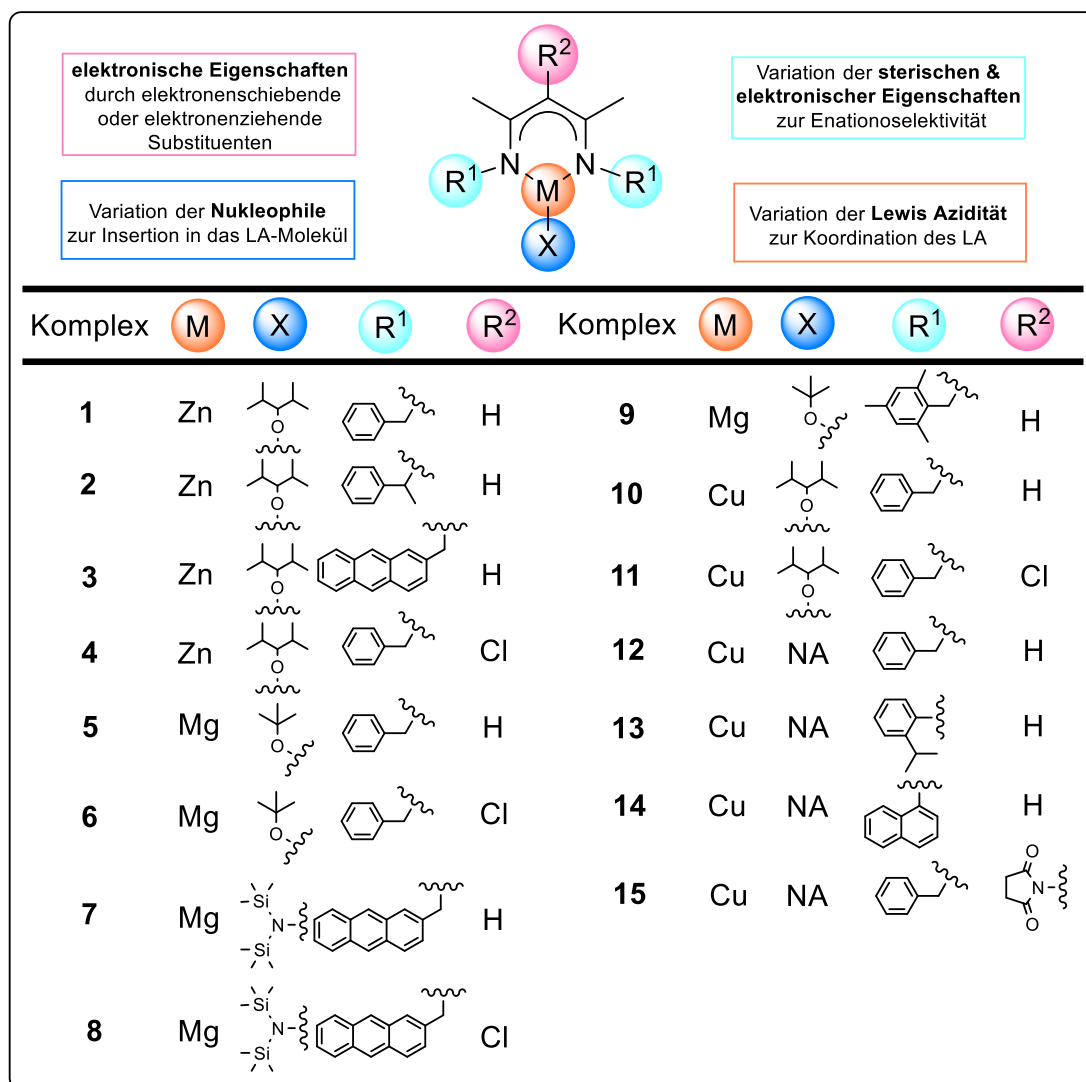 elektronische Eigenschaften
durch elektronenschiebende
oder elektronenziehende
Substituenten
Variation der Nukleophile
zur Insertion in das LA-Molekül
R²
N N
R¹ M R¹
X
Variation der sterischen &
elektronischer Eigenschaften
zur Enationoselektivität
Variation der Lewis Azidität
zur Koordination des LA
Komplex M X R¹ R² Komplex M X R¹ R²
1 Zn O H
2 Zn O H
3 Zn O H
4 Zn O Cl
5 Mg O H
6 Mg O Cl
7 Mg Si N Si H
8 Mg Si N Si Cl
9 Mg O H
10 Cu O H
11 Cu O Cl
12 Cu NA H
13 Cu NA H
14 Cu NA H
15 Cu NA O N O